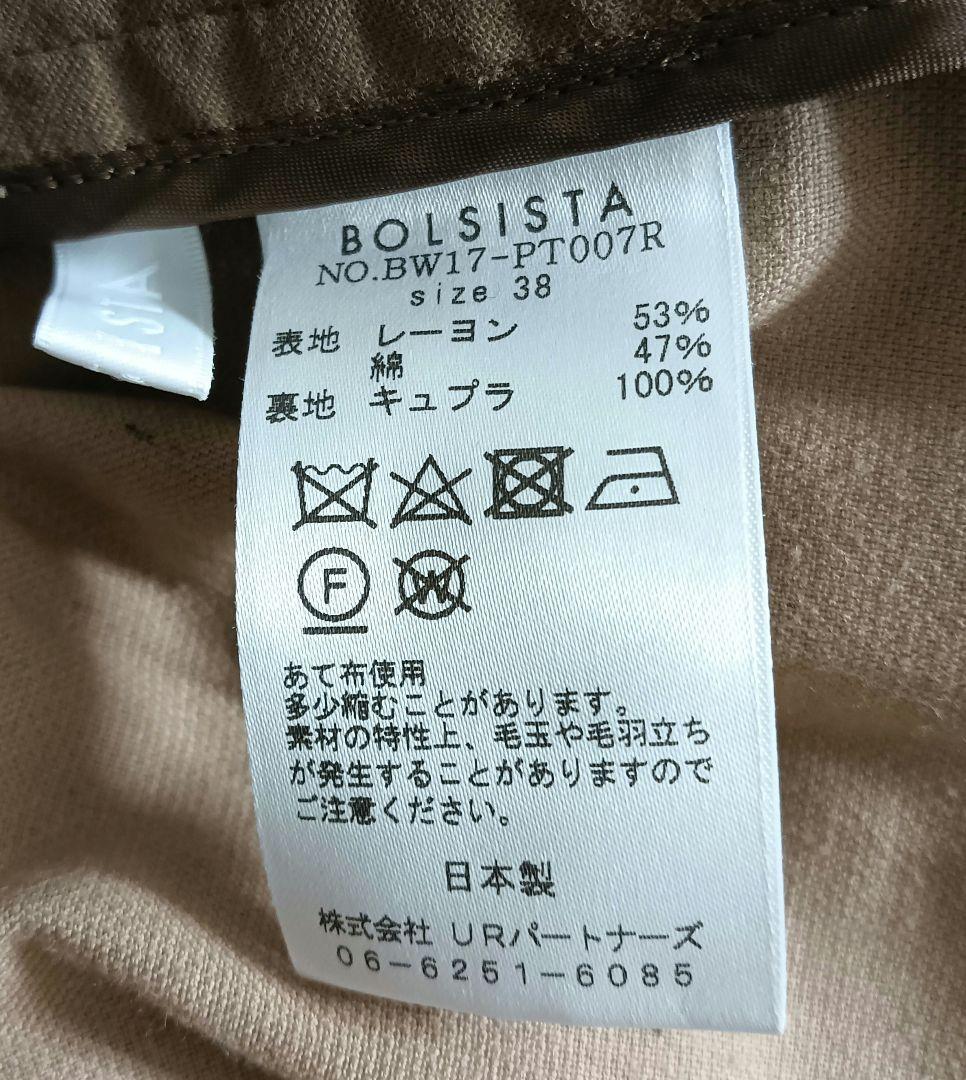 BOLSISTA
NO.BW17-PT007R
size 38
表地 レーヨン 53%
綿 47%
裏地 キュプラ 100%
F
W
あて布使用
多少縮むことがあります。
素材の特性上、毛玉や毛羽立ち
が発生することがありますので
ご注意ください。
日本製
株式会社 URパートナーズ
06-6251-6085